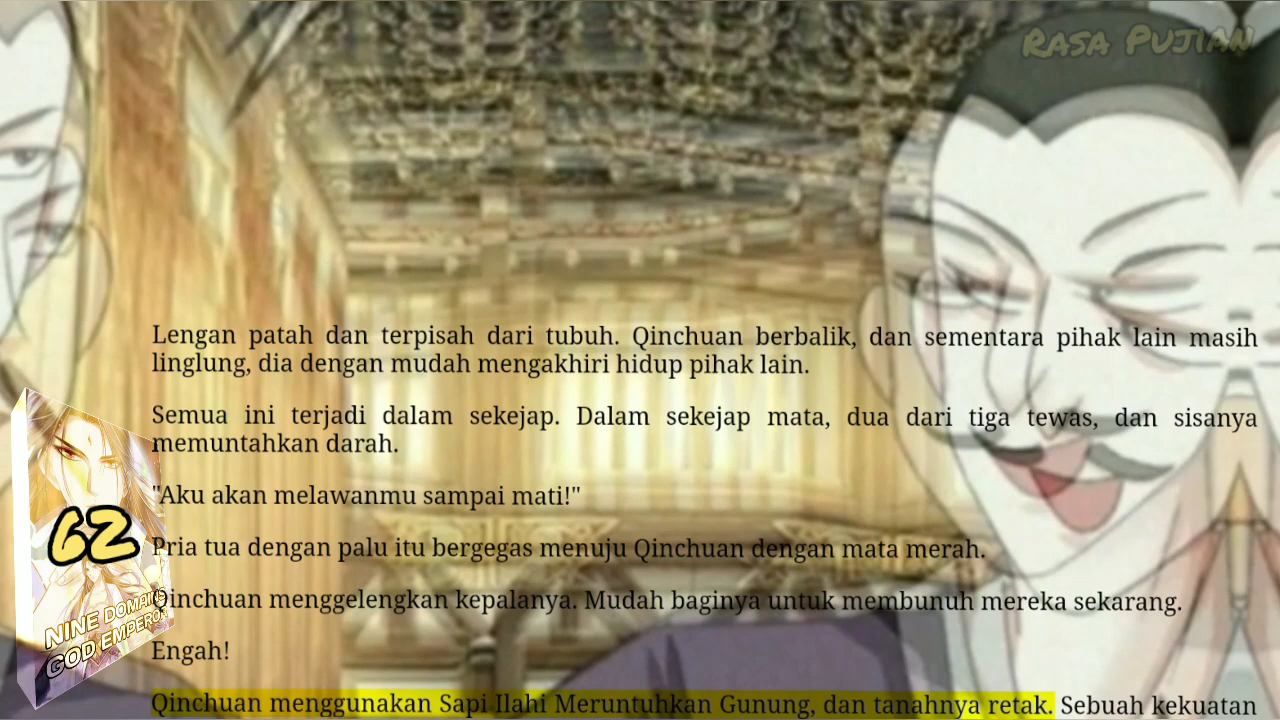 Rasa Pujian
Lengan patah dan terpisah dari tubuh. Qinchuan berbalik, dan sementara pihak lain masih
linglung, dia dengan mudah mengakhiri hidup pihak lain.
Semua ini terjadi dalam sekejap. Dalam sekejap mata, dua dari tiga tewas, dan sisanya
memuntahkan darah.
"Aku akan melawanmu sampai mati!"
62
Pria tua dengan palu itu bergegas menuju Qinchuan dengan mata merah.
Qinchuan menggelengkan kepalanya. Mudah baginya untuk membunuh mereka sekarang.
NINE DOMAINS
GOD EMPEROR
Engah!
Qinchuan menggunakan Sapi Ilahi Meruntuhkan Gunung, dan tanahnya retak. Sebuah kekuatan